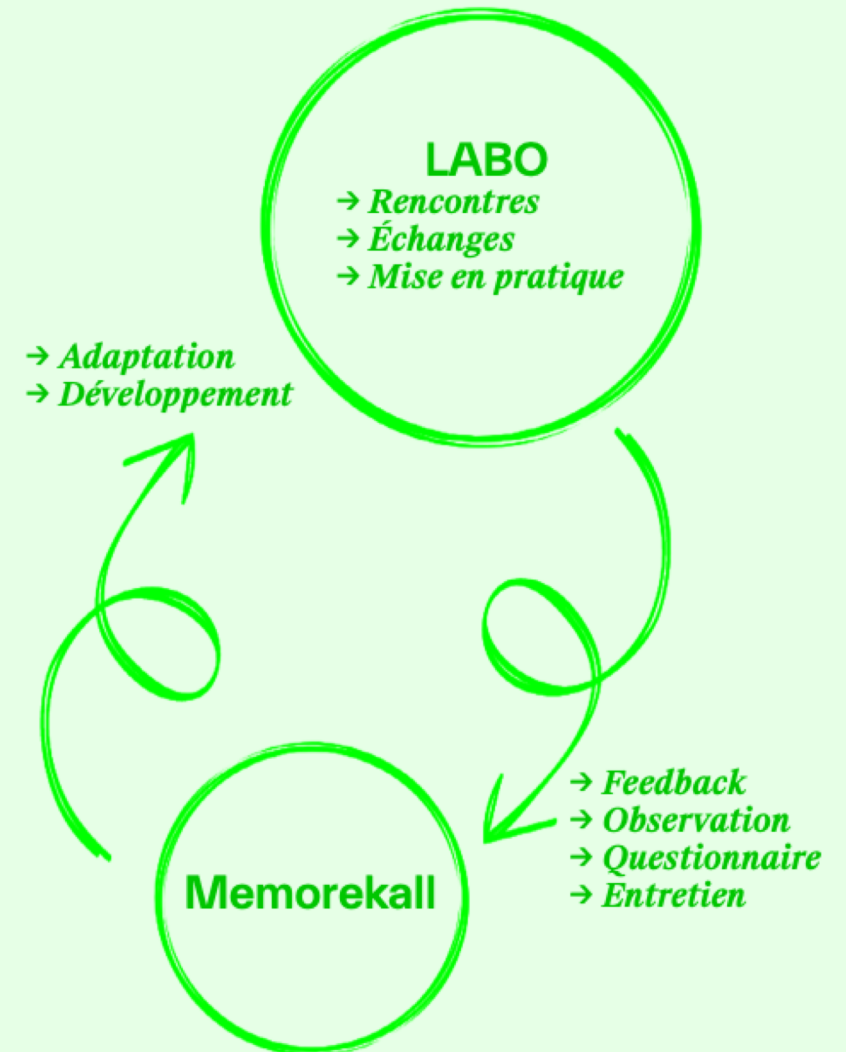 LABO
→ Rencontres
→ Échanges
→ Mise en pratique
→ Adaptation
→ Développement
→ Feedback
→ Observation
→ Questionnaire
→ Entretien
Memorekall